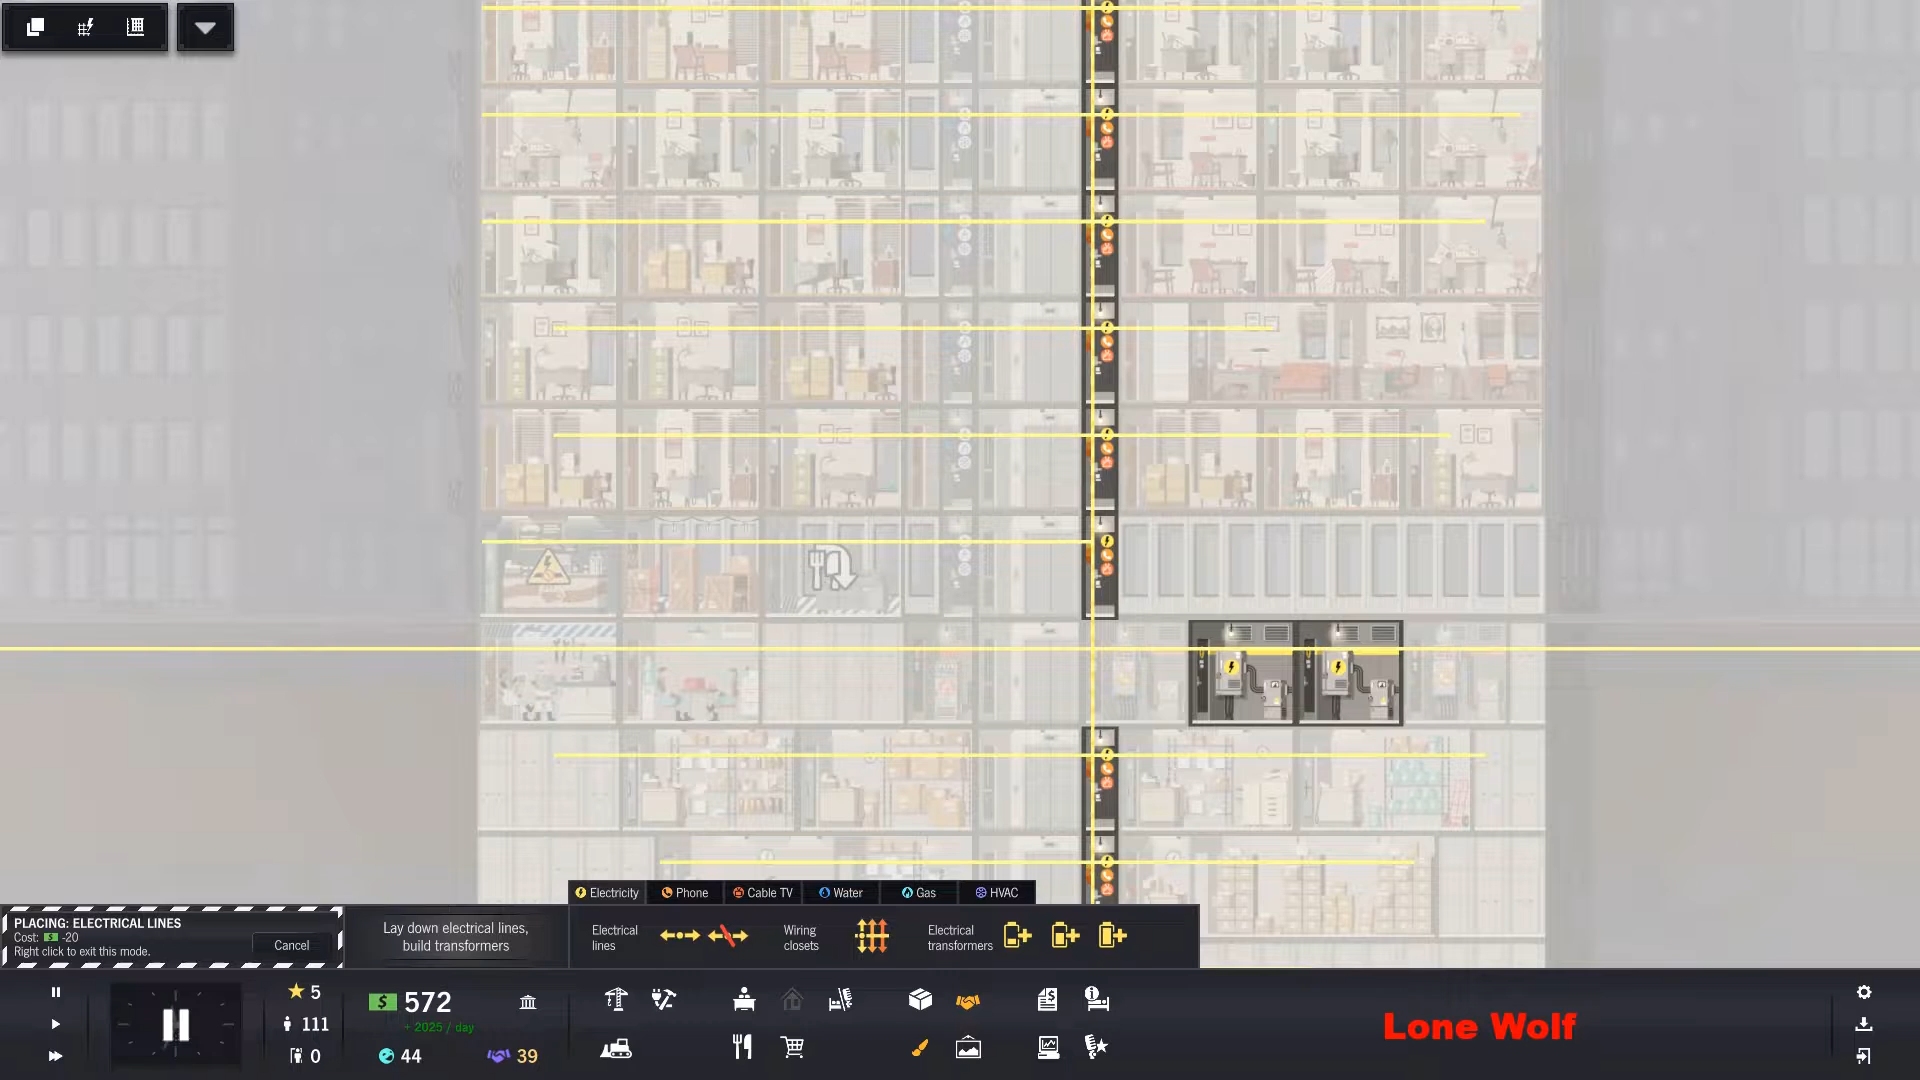 Electricity
Phone
Cable TV
Water
Gas
HVAC
PLACING: ELECTRICAL LINES
Cost: $ -20
Right click to exit this mode.
Cancel
Lay down electrical lines,
build transformers
Electrical
lines
Wiring
closets
Electrical
transformers
5
$ 572
+ 2025 / day
111
0
44
39
Lone Wolf